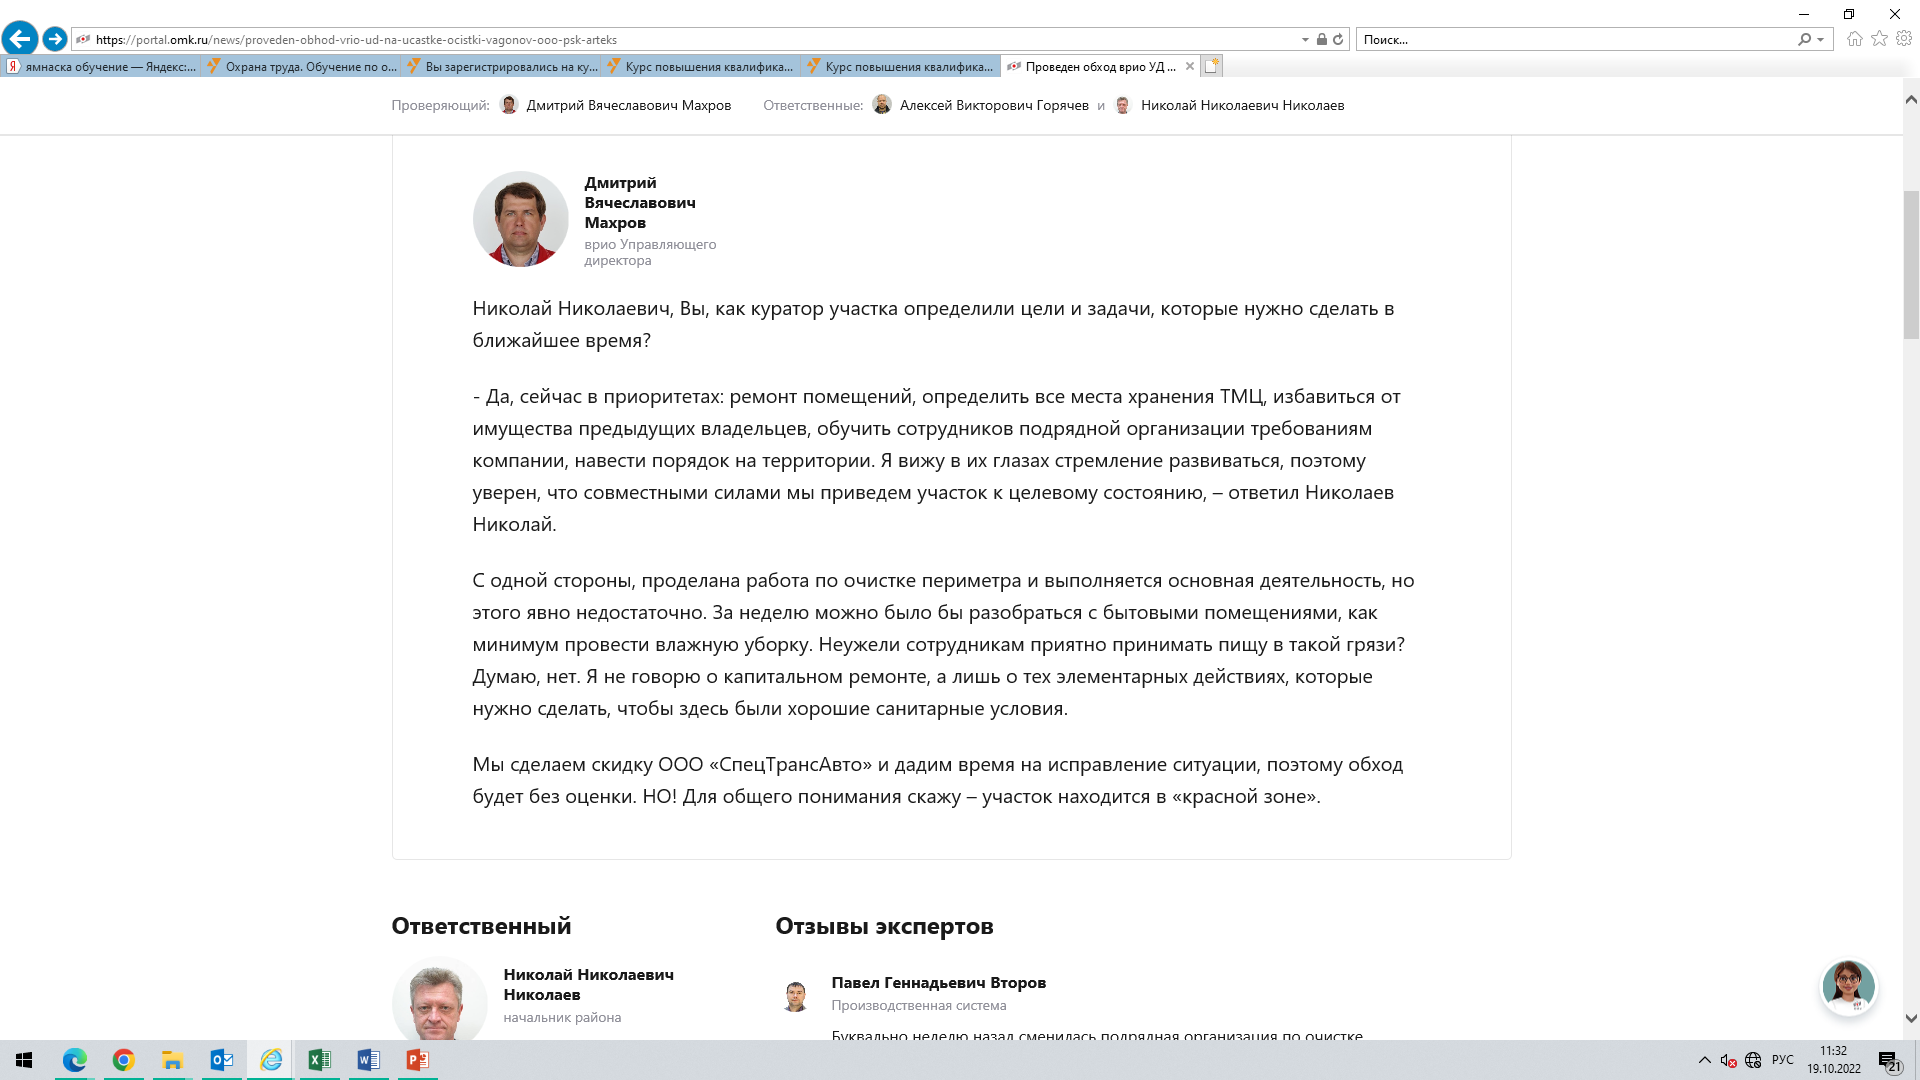 https://portal.omk.ru/news/proveden-obhod-vrio-ud-na-ucastke-ocistki-vagonov-ooo-psk-arteks
Поиск...
ямнаска обучение — Яндекс:...
Охрана труда. Обучение по о...
Вы зарегистрировались на ку...
Курс повышения квалифика...
Курс повышения квалифика...
Проведен обход врио УД ...
Проверяющий: Дмитрий Вячеславович Махров Ответственные: Алексей Викторович Горячев и Николай Николаевич Николаев
Дмитрий
Вячеславович
Махров
врио Управляющего
директора
Николай Николаевич, Вы, как куратор участка определили цели и задачи, которые нужно сделать в
ближайшее время?
- Да, сейчас в приоритетах: ремонт помещений, определить все места хранения ТМЦ, избавиться от
имущества предыдущих владельцев, обучить сотрудников подрядной организации требованиям
компании, навести порядок на территории. Я вижу в их глазах стремление развиваться, поэтому
уверен, что совместными силами мы приведем участок к целевому состоянию, – ответил Николаев
Николай.
С одной стороны, проделана работа по очистке периметра и выполняется основная деятельность, но
этого явно недостаточно. За неделю можно было бы разобраться с бытовыми помещениями, как
минимум провести влажную уборку. Неужели сотрудникам приятно принимать пищу в такой грязи?
Думаю, нет. Я не говорю о капитальном ремонте, а лишь о тех элементарных действиях, которые
нужно сделать, чтобы здесь были хорошие санитарные условия.
Мы сделаем скидку ООО «СпецТрансАвто» и дадим время на исправление ситуации, поэтому обход
будет без оценки. НО! Для общего понимания скажу – участок находится в «красной зоне».
Ответственный
Николай Николаевич
Николаев
начальник района
Отзывы экспертов
Павел Геннадьевич Второв
Производственная система
Буквально неделю назад сменилась подрядная организация по очистке
РУС
11:32
19.10.2022
21